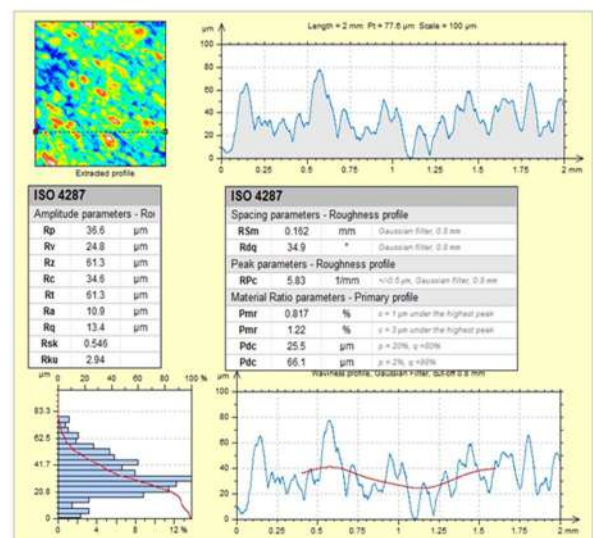 µm Length = 2 mm Pt = 77.6 µm Scale = 100 µm
100
80
60
40
20
0
0 0.25 0.5 0.75 1 1.25 1.5 1.75 2 mm
Extracted profile
ISO 4287
Amplitude parameters - Rou
Rp 36.6 µm
Rv 24.8 µm
Rz 61.3 µm
Rc 34.6 µm
Rt 61.3 µm
Ra 10.9 µm
Rq 13.4 µm
Rsk 0.546
Rku 2.94
ISO 4287
Spacing parameters - Roughness profile
RSm 0.162 mm Gaussian filter, 0.8 mm
Rdq 34.9 ° Gaussian filter, 0.8 mm
Peak parameters - Roughness profile
RPc 5.83 1/mm +/-0.5 µm, Gaussian filter, 0.8 mm
Material Ratio parameters - Primary profile
Pmr 0.817 % c = 1 µm under the highest peak
Pmr 1.22 % c = 3 µm under the highest peak
Pdc 25.5 µm p = 20%, q = 80%
Pdc 66.1 µm p = 2%, q = 98%
µm 0 20 40 60 80 100 %
83.3
62.5
41.7
20.8
0
0 4 8 12 %
µm Waviness profile, Gaussian Filter, cut-off 0.8 mm
100
80
60
40
20
0
0 0.25 0.5 0.75 1 1.25 1.5 1.75 2 mm